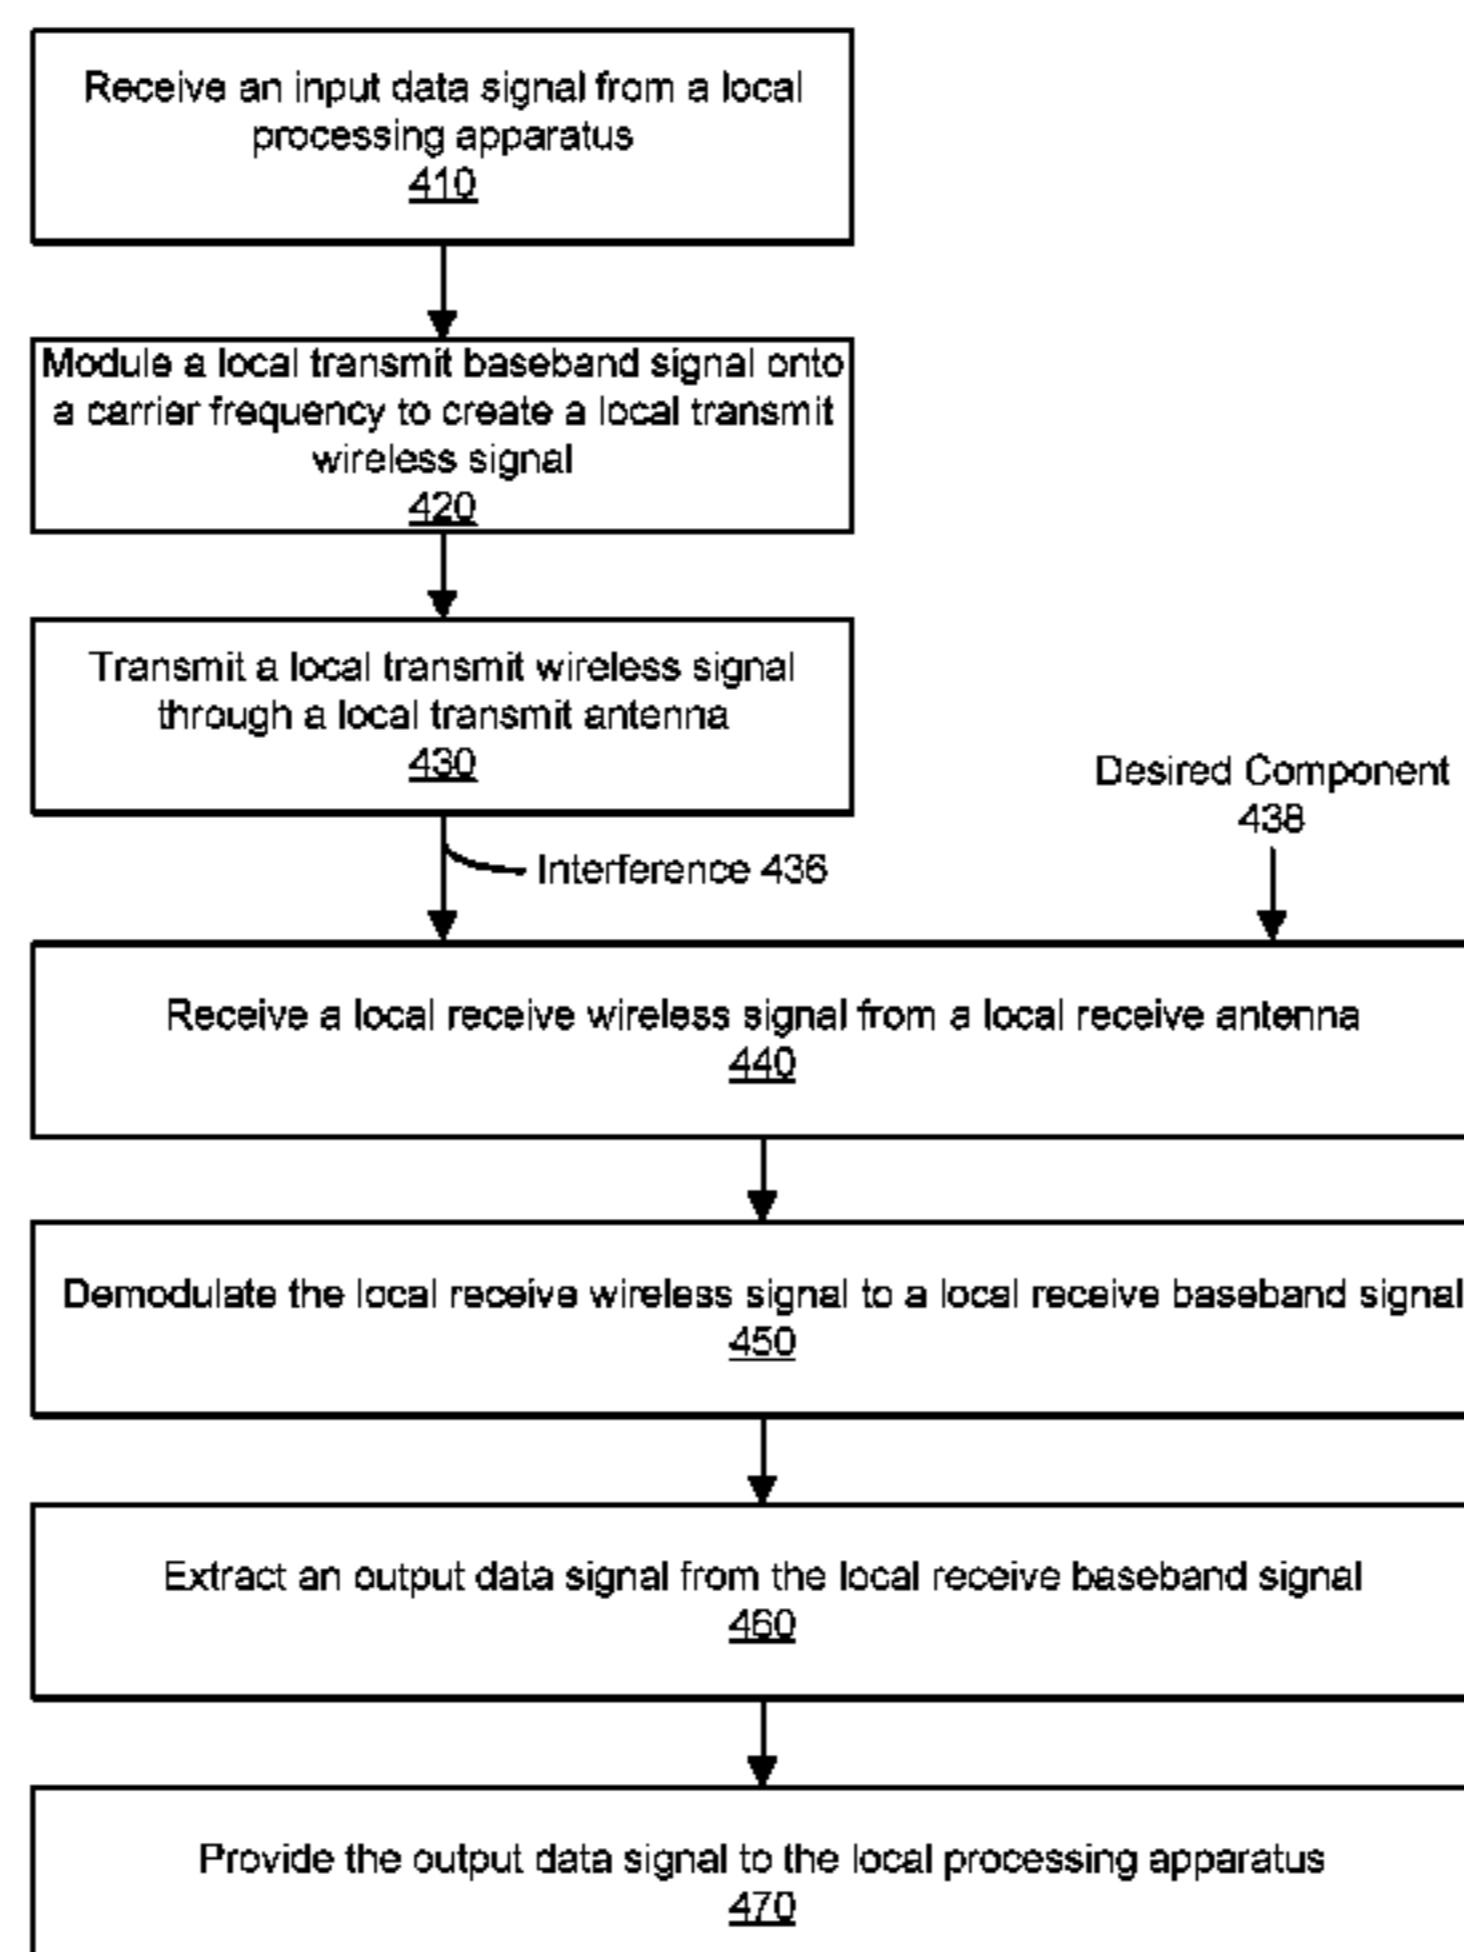 Receive an input data signal from a local
processing apparatus
410
Module a local transmit baseband signal onto
a carrier frequency to create a local transmit
wireless signal
420
Transmit a local transmit wireless signal
through a local transmit antenna
430
Desired Component
438
Interference 436
Receive a local receive wireless signal from a local receive antenna
440
Demodulate the local receive wireless signal to a local receive baseband signal
450
Extract an output data signal from the local receive baseband signal
460
Provide the output data signal to the local processing apparatus
470